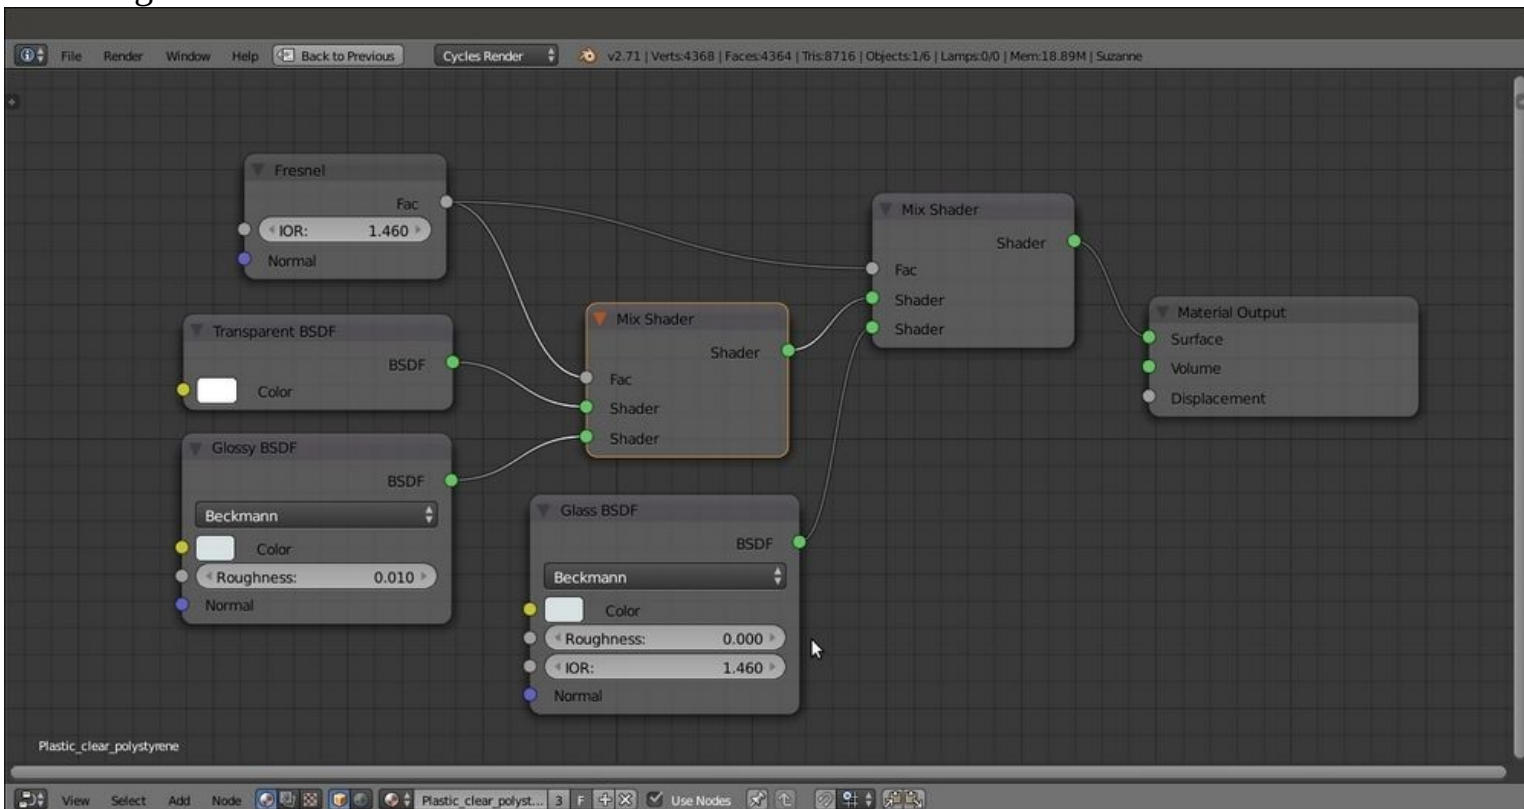 File Render Window Help Back to Previous Cycles Render v2.71 | Verts:4368 | Faces:4364 | Tris:8716 | Objects:1/6 | Lamps:0/0 | Mem:18.89M | Suzanne
Fresnel
Fac
IOR: 1.460
Normal
Transparent BSDF
BSDF
Color
Glossy BSDF
BSDF
Beckmann
Color
Roughness: 0.010
Normal
Mix Shader
Shader
Fac
Shader
Shader
Glass BSDF
BSDF
Beckmann
Color
Roughness: 0.000
IOR: 1.460
Normal
Mix Shader
Shader
Fac
Shader
Shader
Material Output
Surface
Volume
Displacement
Plastic_clear_polystyrene
View Select Add Node Plastic_clear_polyst... 3 F Use Nodes